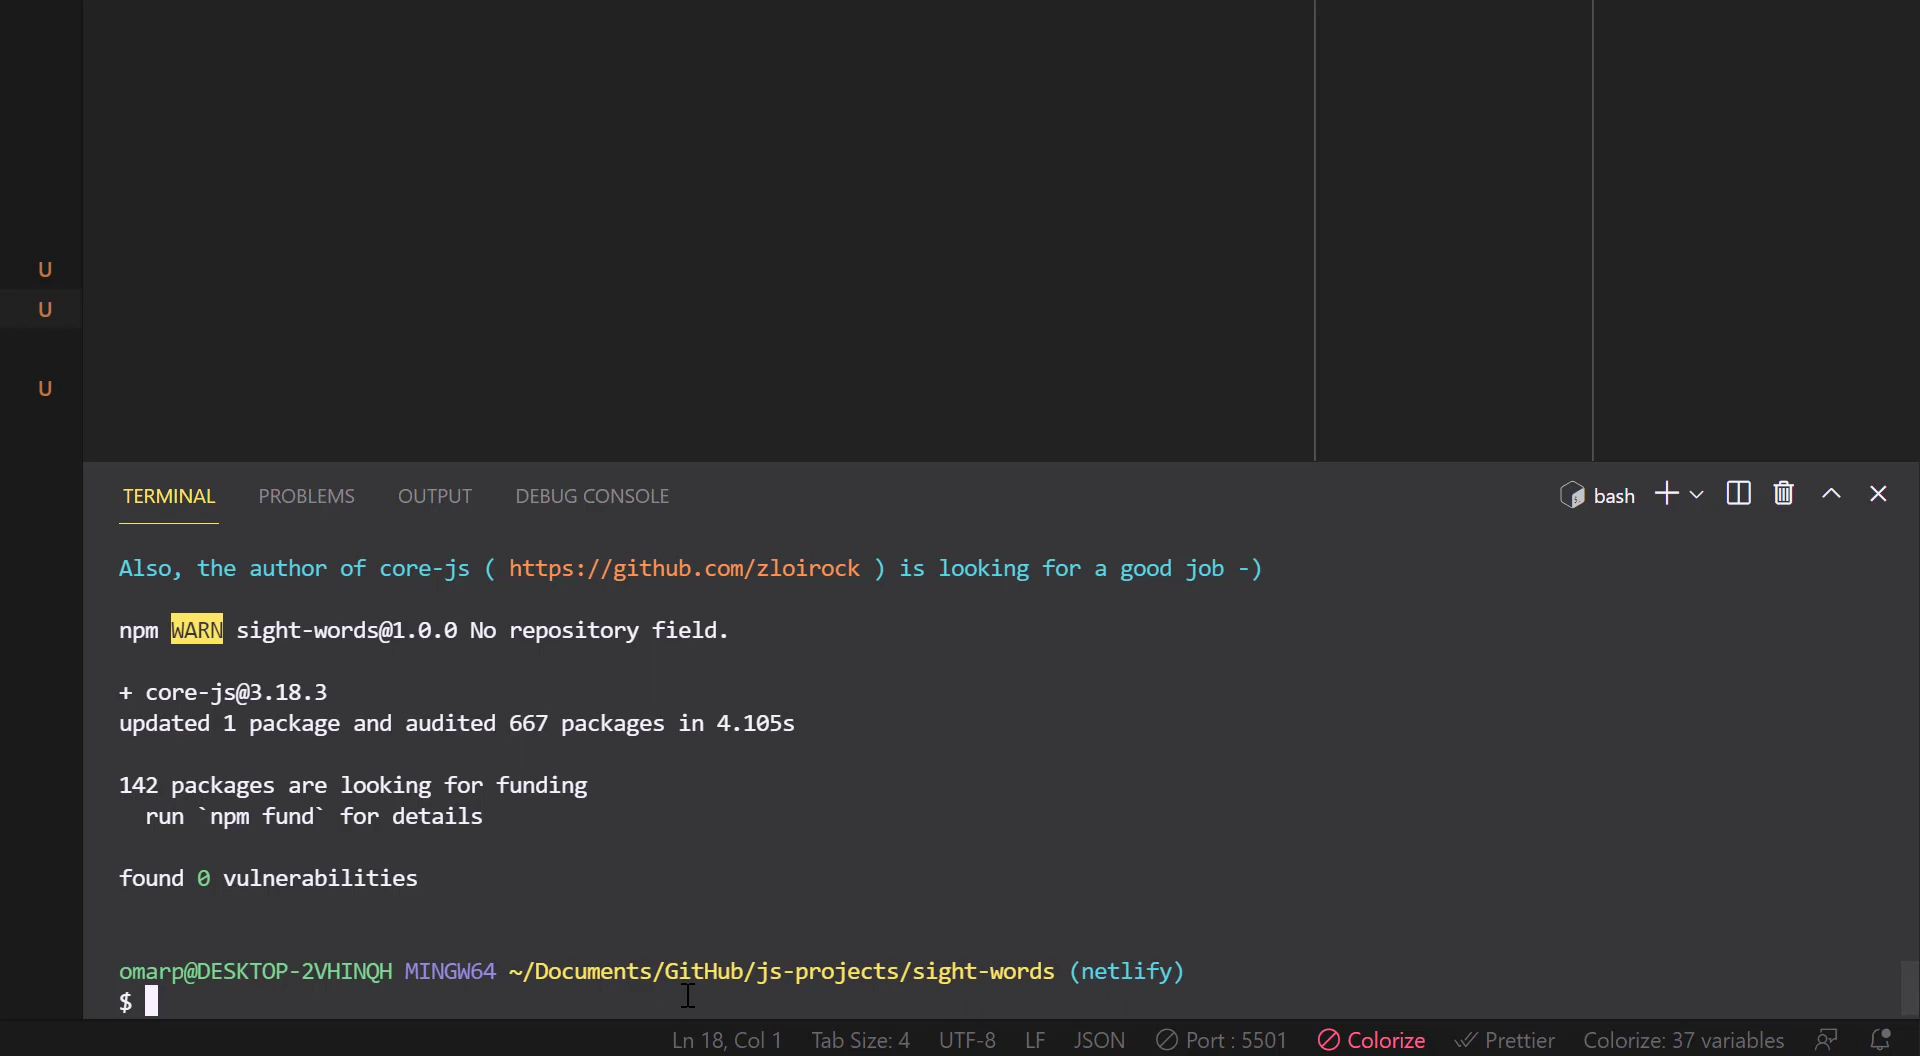 U
U
U
TERMINAL PROBLEMS OUTPUT DEBUG CONSOLE bash
Also, the author of core-js ( https://github.com/zloirock ) is looking for a good job -)
npm WARN sight-words@1.0.0 No repository field.
+ core-js@3.18.3
updated 1 package and audited 667 packages in 4.105s
142 packages are looking for funding
run `npm fund` for details
found 0 vulnerabilities
omarp@DESKTOP-2VHINQH MINGW64 ~/Documents/GitHub/js-projects/sight-words (netlify)
$
Ln 18, Col 1 Tab Size: 4 UTF-8 LF JSON Port : 5501 Colorize Prettier Colorize: 37 variables